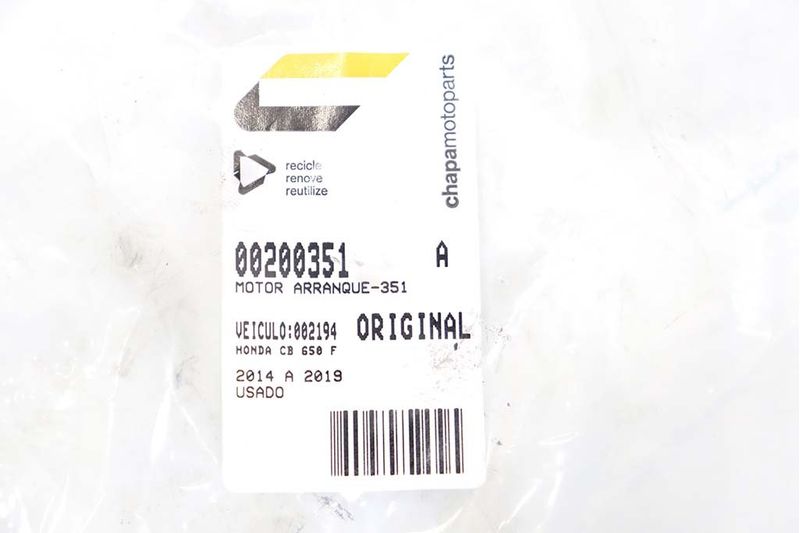 chapamotoparts
recicle
renove
reutilize
00200351 A
MOTOR ARRANQUE-351
VEICULO:002194 ORIGINAL
HONDA CB 650 F
2014 A 2019
USADO